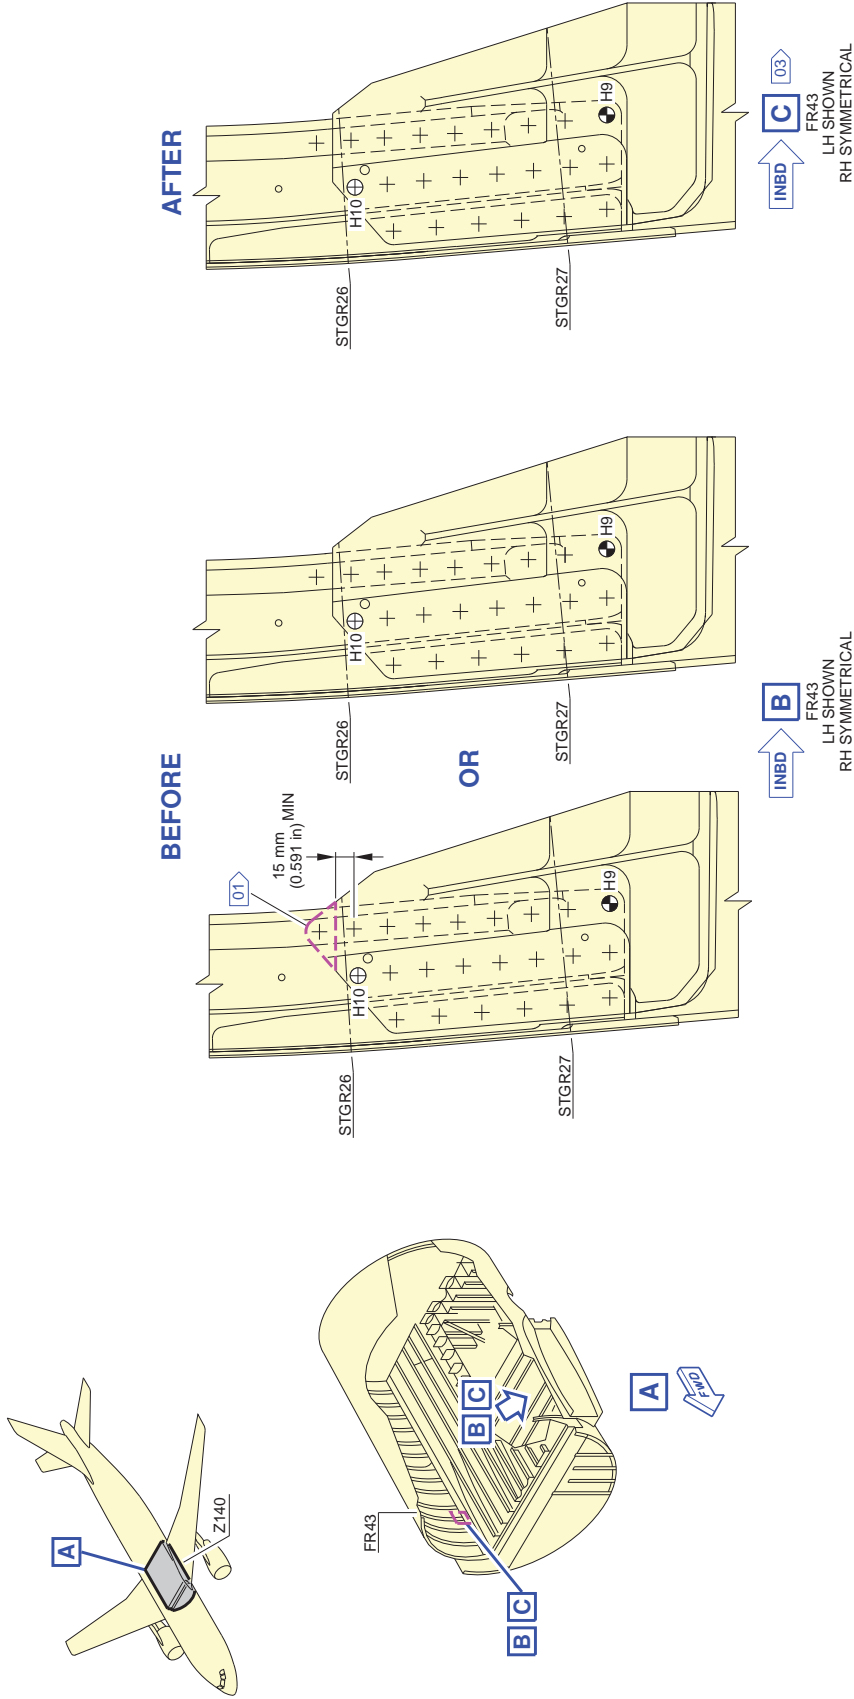 A
Z140
FR43
B C
B C
A
FWD
BEFORE
01
15 mm
(0.591 in)
MIN
STGR26
H10
H9
STGR27
OR
STGR26
H10
H9
STGR27
INBD
B
FR43
LH SHOWN
RH SYMMETRICAL
AFTER
STGR26
H10
H9
STGR27
INBD
C
03
FR43
LH SHOWN
RH SYMMETRICAL